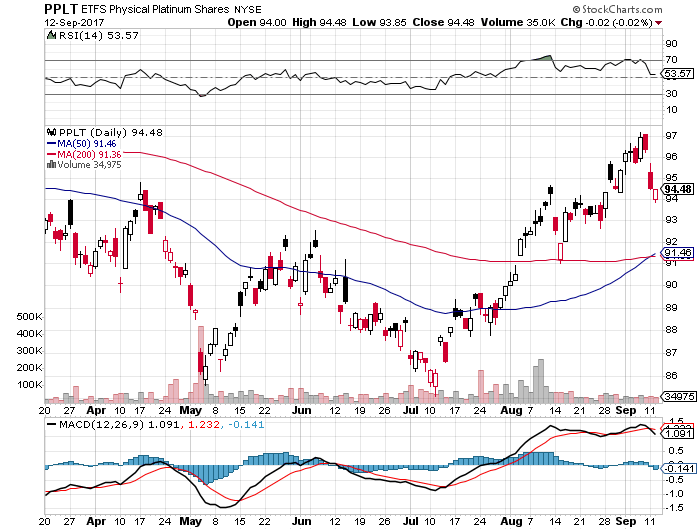 PPLT ETFS Physical Platinum Shares NYSE © StockCharts.com
12-Sep-2017 Open 94.00 High 94.48 Low 93.85 Close 94.48 Volume 35.0K Chg -0.02 (-0.02%)
RSI(14) 53.57
90
70
53.57
30
10
PPLT (Daily) 94.48
MA(50) 91.46
MA(200) 91.36
Volume 34,975
97
96
95
94.48
94
93
92
91.46
91
90
89
88
87
86
500K
400K
300K
200K
100K
34975
20 27 Apr 10 17 24 May 8 15 22 Jun 12 19 26 Jul 10 17 24 Aug 7 14 21 28 Sep 11
MACD(12,26,9) 1.091, 1.232, -0.141
1.5
1.091
0.5
-0.141
-0.5
-1.0
-1.5
20 27 Apr 10 17 24 May 8 15 22 Jun 12 19 26 Jul 10 17 24 Aug 7 14 21 28 Sep 11